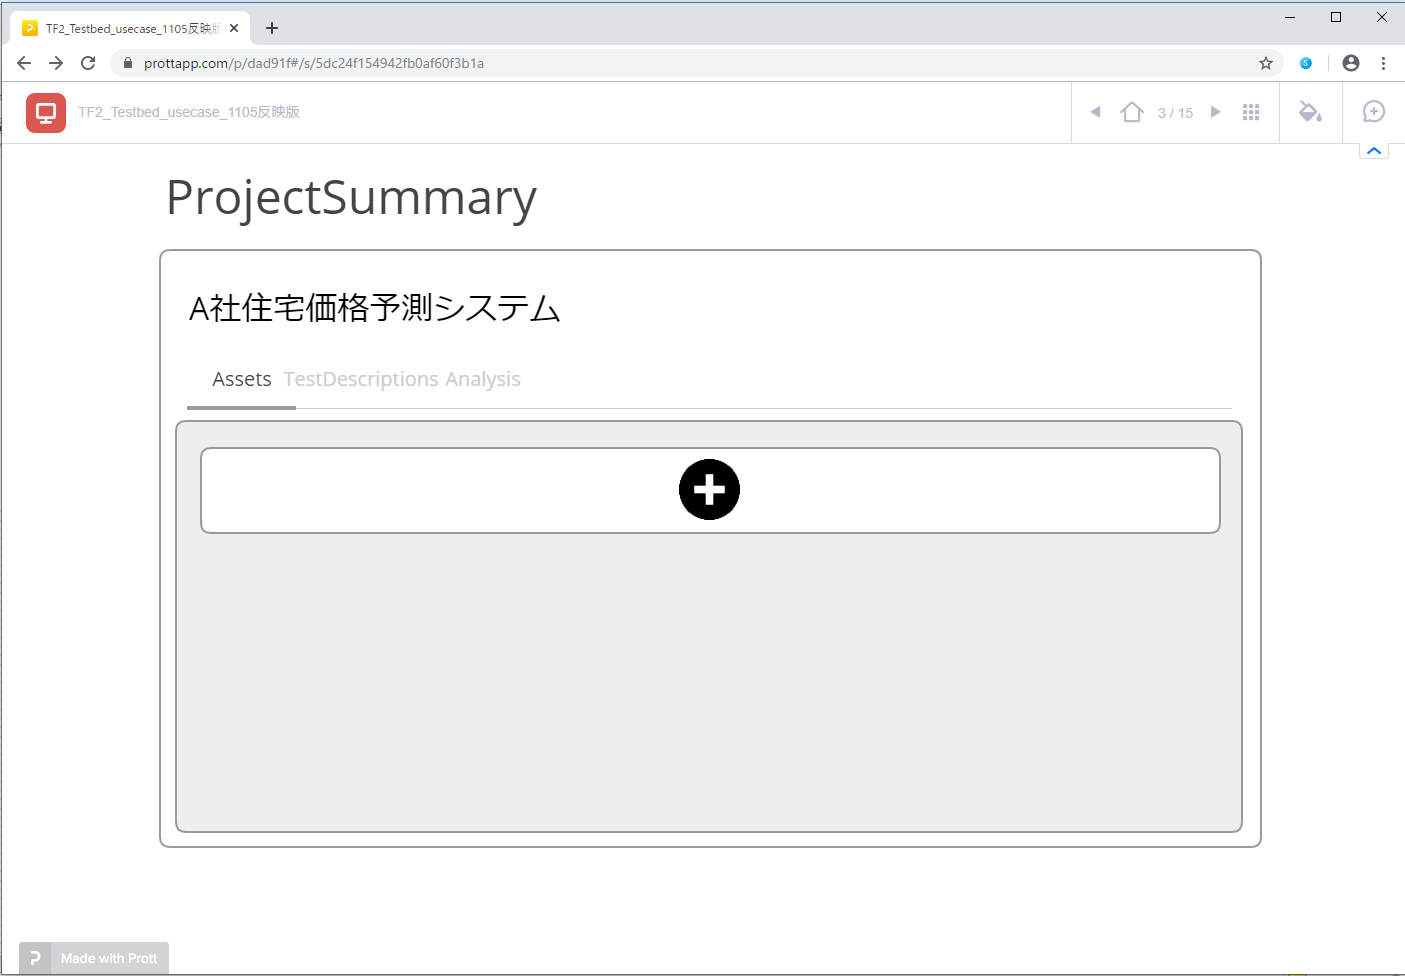 TF2_Testbed_usecase_1105反映版
prottapp.com/p/dad91f#/s/5dc24f154942fb0af60f3b1a
TF2_Testbed_usecase_1105反映版
3 / 15
ProjectSummary
A社住宅価格予測システム
Assets TestDescriptions Analysis
Made with Prott